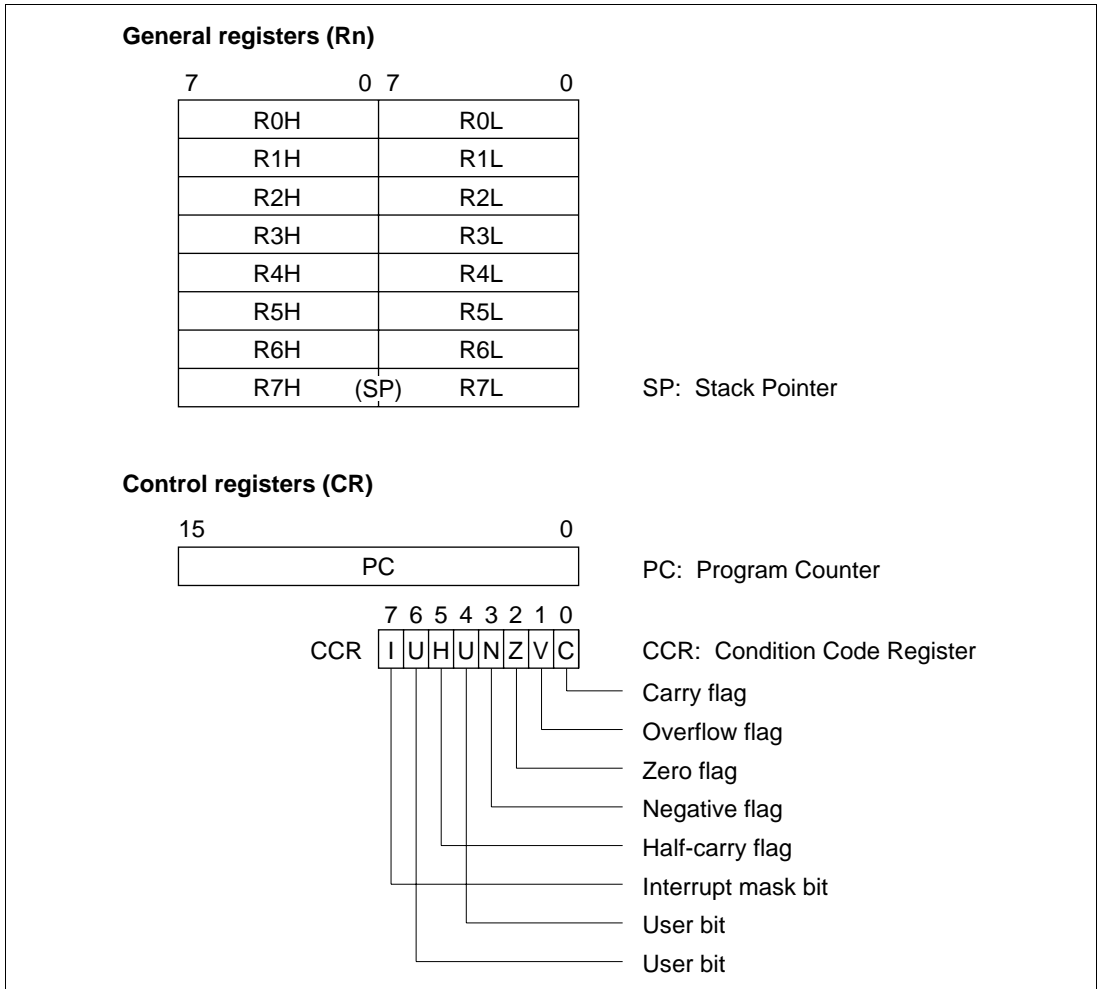 General registers (Rn)
7 0 7 0
R0H R0L
R1H R1L
R2H R2L
R3H R3L
R4H R4L
R5H R5L
R6H R6L
R7H (SP) R7L SP: Stack Pointer
Control registers (CR)
15 0
PC PC: Program Counter
7 6 5 4 3 2 1 0
CCR I U H U N Z V C CCR: Condition Code Register
Carry flag
Overflow flag
Zero flag
Negative flag
Half-carry flag
Interrupt mask bit
User bit
User bit